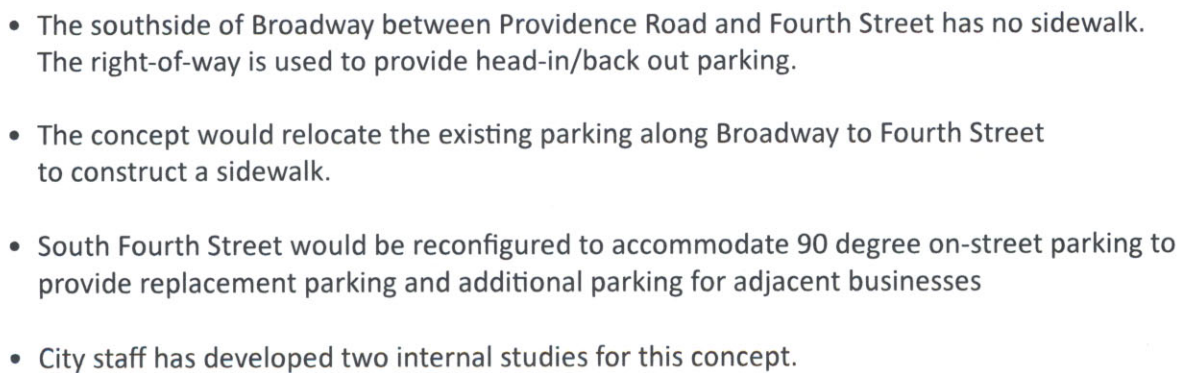 • The southside of Broadway between Providence Road and Fourth Street has no sidewalk.
The right-of-way is used to provide head-in/back out parking.
• The concept would relocate the existing parking along Broadway to Fourth Street
to construct a sidewalk.
• South Fourth Street would be reconfigured to accommodate 90 degree on-street parking to
provide replacement parking and additional parking for adjacent businesses
• City staff has developed two internal studies for this concept.